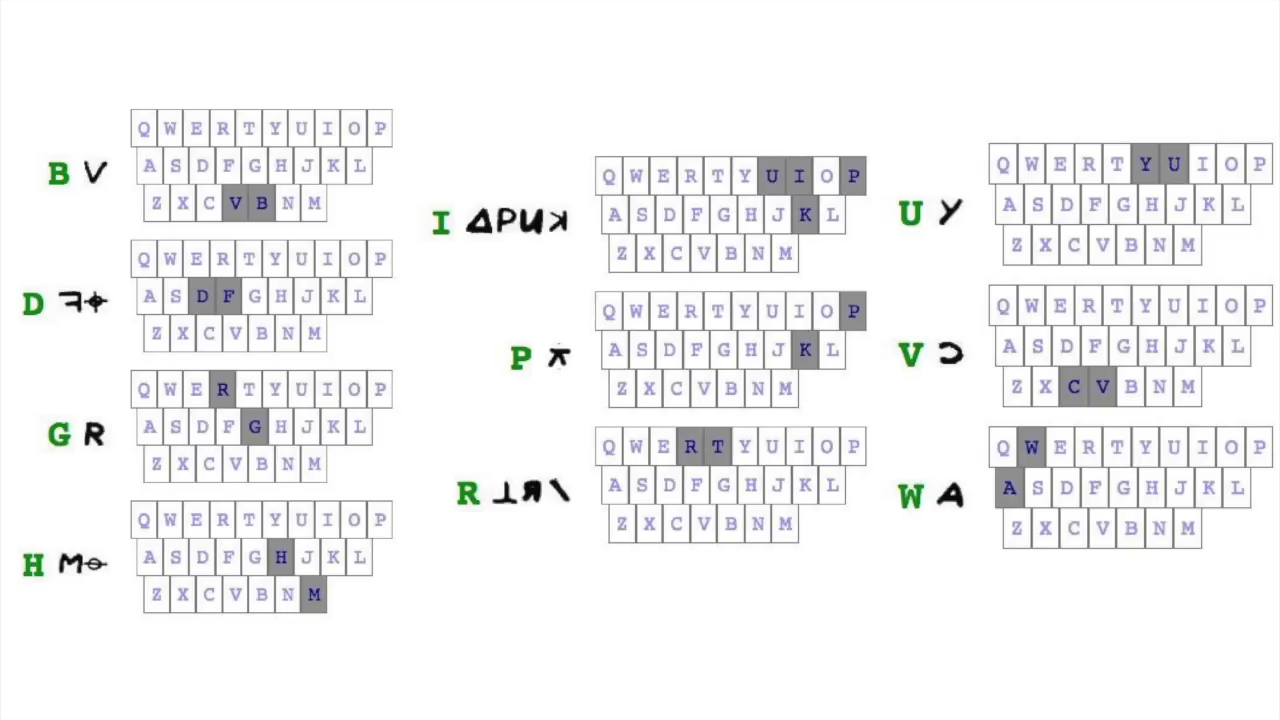 B V
QWERTYUIOP
ASDFGHJKL
ZXCVBNM
D ꟻ⌖
QWERTYUIOP
ASDFGHJKL
ZXCVBNM
G R
QWERTYUIOP
ASDFGHJKL
ZXCVBNM
H M
QWERTYUIOP
ASDFGHJKL
ZXCVBNM
I ΔPUʞ
QWERTYUIOP
ASDFGHJKL
ZXCVBNM
P
QWERTYUIOP
ASDFGHJKL
ZXCVBNM
R ⊥Я\
QWERTYUIOP
ASDFGHJKL
ZXCVBNM
U Y
QWERTYUIOP
ASDFGHJKL
ZXCVBNM
V Ɔ
QWERTYUIOP
ASDFGHJKL
ZXCVBNM
W A
QWERTYUIOP
ASDFGHJKL
ZXCVBNM